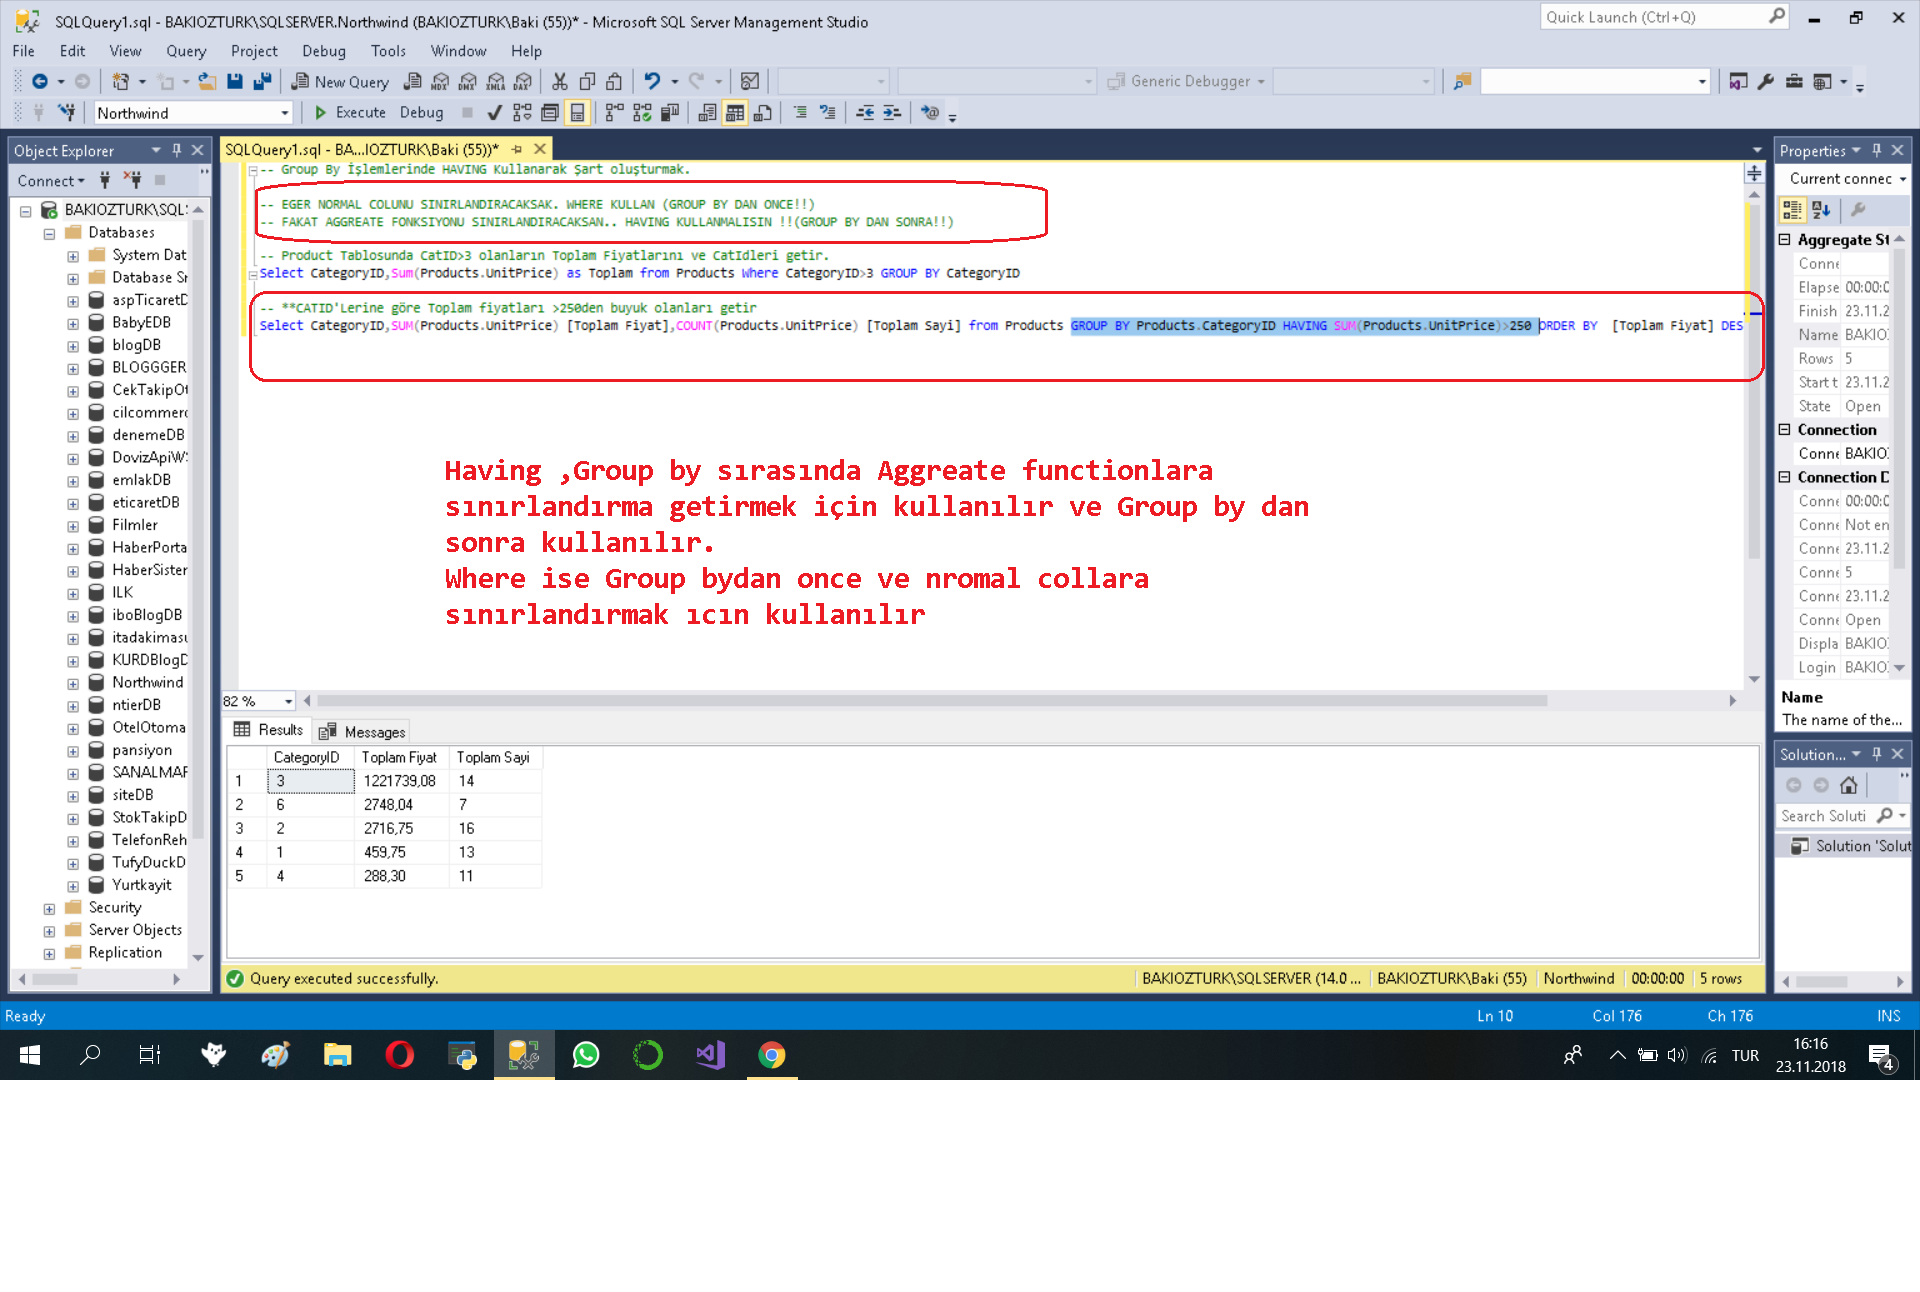 SQLQuery1.sql - BAKIOZTURK\SQLSERVER.Northwind (BAKIOZTURK\Baki (55))* - Microsoft SQL Server Management Studio
Quick Launch (Ctrl+Q)
File Edit View Query Project Debug Tools Window Help
New Query
Generic Debugger
Northwind Execute Debug
Object Explorer
Connect
BAKIOZTURK\SQL
Databases
System Dat
Database Sr
aspTicaretD
BabyEDB
blogDB
BLOGGGER
CekTakipOt
cilcommerc
denemeDB
DovizApiW
emlakDB
eticaretDB
Filmler
HaberPorta
HaberSister
ILK
iboBlogDB
itadakimasu
KURDBlogD
Northwind
ntierDB
OtelOtoma
pansiyon
SANALMAF
siteDB
StokTakipD
TelefonReh
TufyDuckD
Yurtkayit
Security
Server Objects
Replication
SQLQuery1.sql - BA...IOZTURK\Baki (55))*
-- Group By İşlemlerinde HAVING Kullanarak Şart oluşturmak.
-- EGER NORMAL COLUNU SINIRLANDIRACAKSAK. WHERE KULLAN (GROUP BY DAN ONCE!!)
-- FAKAT AGGREATE FONKSIYONU SINIRLANDIRACAKSAN.. HAVING KULLANMALISIN !!(GROUP BY DAN SONRA!!)
-- Product Tablosunda CatID>3 olanların Toplam Fiyatlarını ve CatIdleri getir.
Select CategoryID,Sum(Products.UnitPrice) as Toplam from Products Where CategoryID>3 GROUP BY CategoryID
-- **CATID'Lerine göre Toplam fiyatları >250den buyuk olanları getir
Select CategoryID,SUM(Products.UnitPrice) [Toplam Fiyat],COUNT(Products.UnitPrice) [Toplam Sayi] from Products GROUP BY Products.CategoryID HAVING SUM(Products.UnitPrice)>250 ORDER BY [Toplam Fiyat] DES
Having ,Group by sırasında Aggreate functionlara
sınırlandırma getirmek için kullanılır ve Group by dan
sonra kullanılır.
Where ise Group bydan once ve nromal collara
sınırlandırmak ıcın kullanılır
82 %
Results Messages
CategoryID Toplam Fiyat Toplam Sayi
1 3 1221739,08 14
2 6 2748,04 7
3 2 2716,75 16
4 1 459,75 13
5 4 288,30 11
Query executed successfully. BAKIOZTURK\SQLSERVER (14.0 ... BAKIOZTURK\Baki (55) Northwind 00:00:00 5 rows
Properties
Current connec
Aggregate St
Conne
Elapse 00:00:0
Finish 23.11.2
Name BAKIO
Rows 5
Start t 23.11.2
State Open
Connection
Conne BAKIO
Connection D
Conne 00:00:0
Conne Not en
Conne 23.11.2
Conne 5
Conne 23.11.2
Conne Open
Displa BAKIO
Login BAKIO
Name
The name of the...
Solution...
Search Soluti
Solution 'Solut
Ready Ln 10 Col 176 Ch 176 INS
TUR
16:16
23.11.2018
4